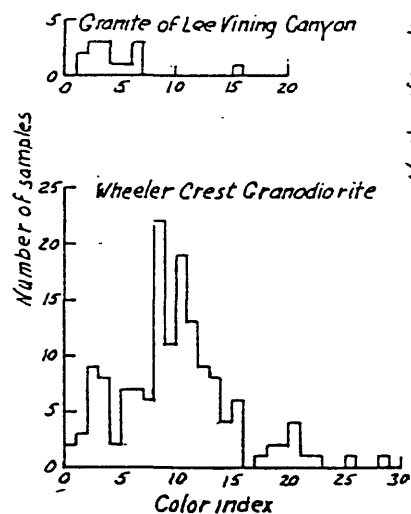 Granite of Lee Vining Canyon
5
0
0 5 10 15 20
Number of samples
Wheeler Crest Granodiorite
25
20
15
10
5
0
0 5 10 15 20 25 30
Color index